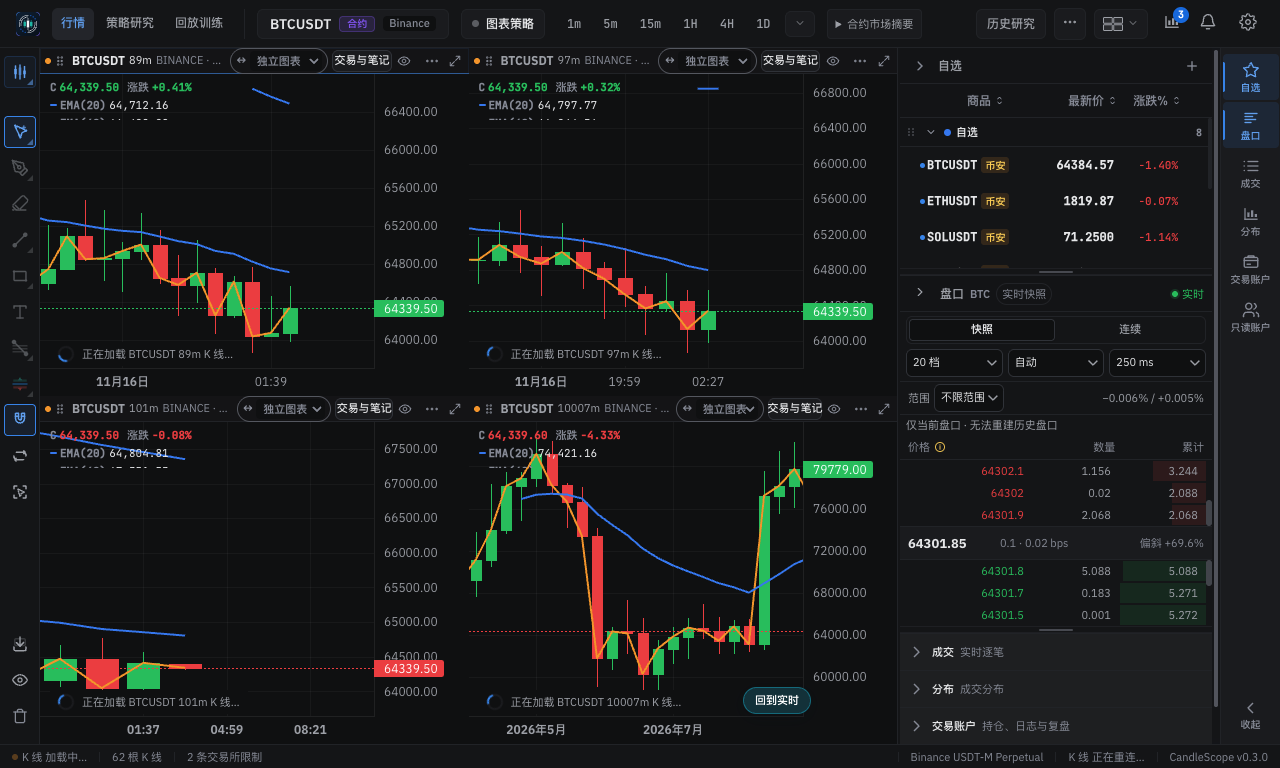 行情 策略研究 回放训练 BTCUSDT 合约 Binance 图表策略 1m 5m 15m 1H 4H 1D 合约市场摘要 历史研究 ··· 3
BTCUSDT 89m BINANCE · ... 独立图表 交易与笔记 ···
C 64,339.50 涨跌 +0.41%
EMA(20) 64,712.16
66400.00
66000.00
65600.00
65200.00
64800.00
64339.50
64000.00
正在加载 BTCUSDT 89m K 线...
11月16日 01:39
BTCUSDT 97m BINANCE · ... 独立图表 交易与笔记 ···
C 64,339.50 涨跌 +0.32%
EMA(20) 64,797.77
66800.00
66400.00
66000.00
65600.00
65200.00
64800.00
64339.50
64000.00
正在加载 BTCUSDT 97m K 线...
11月16日 19:59 02:27
BTCUSDT 101m BINANCE · ... 独立图表 交易与笔记 ···
C 64,339.50 涨跌 -0.08%
EMA(20) 64,804.81
67500.00
67000.00
66500.00
66000.00
65500.00
65000.00
64500.00
64339.50
64000.00
正在加载 BTCUSDT 101m K 线...
01:37 04:59 08:21
BTCUSDT 10007m BINANCE · ... 独立图表 交易与笔记 ···
C 64,339.60 涨跌 -4.33%
EMA(20) 74,421.16
79779.00
76000.00
72000.00
68000.00
64000.00
60000.00
正在加载 BTCUSDT 10007m K 线...
回到实时
2026年5月 2026年7月
自选
商品 最新价 涨跌%
自选 8
BTCUSDT 币安 64384.57 -1.40%
ETHUSDT 币安 1819.87 -0.07%
SOLUSDT 币安 71.2500 -1.14%
盘口 BTC 实时快照 实时
快照 连续
20 档 自动 250 ms
范围 不限范围 −0.006% / +0.005%
仅当前盘口 · 无法重建历史盘口
价格 数量 累计
64302.1 1.156 3.244
64302 0.02 2.088
64301.9 2.068 2.068
64301.85 0.1 · 0.02 bps 偏斜 +69.6%
64301.8 5.088 5.088
64301.7 0.183 5.271
64301.5 0.001 5.272
成交 实时逐笔
分布 成交分布
交易账户 持仓、日志与复盘
自选
盘口
成交
分布
交易账户
只读账户
收起
K 线 加载中... 62 根 K 线 2 条交易所限制 Binance USDT-M Perpetual K 线 正在重连... CandleScope v0.3.0